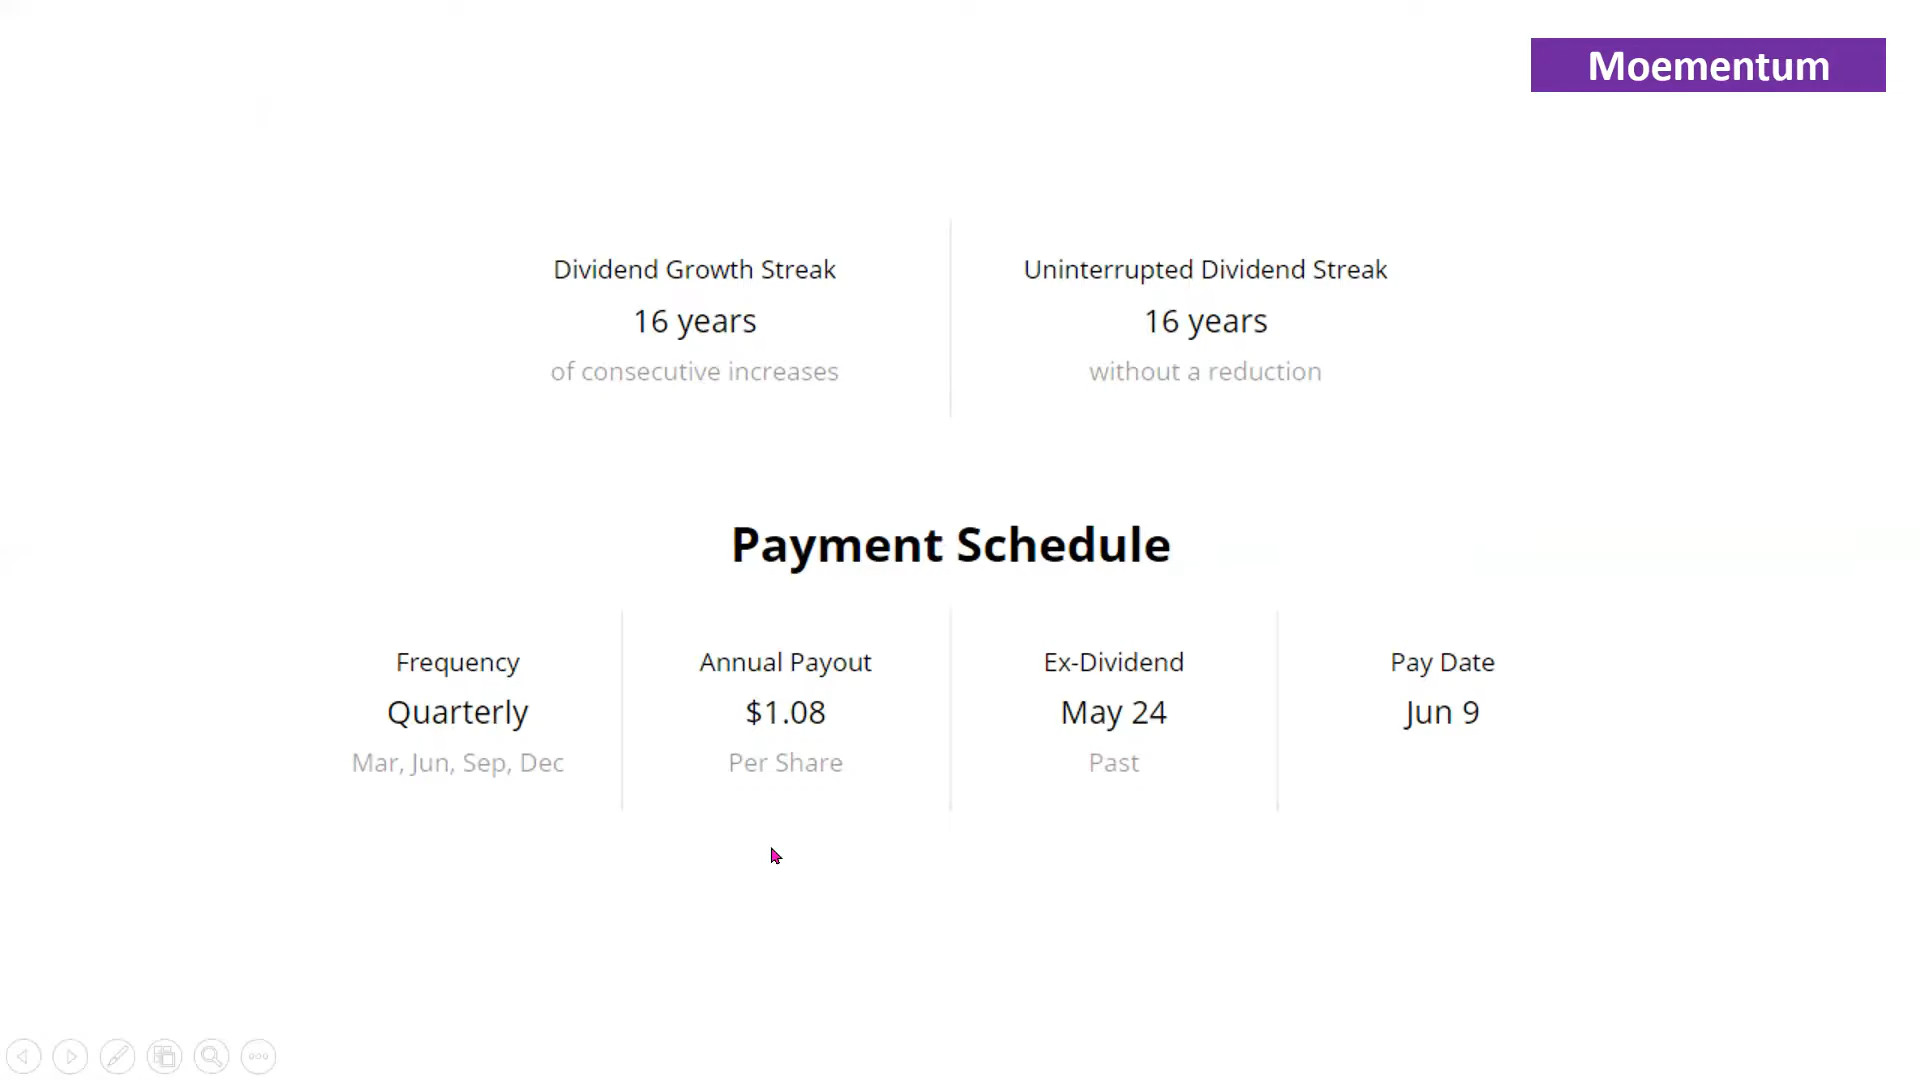 Moementum
Dividend Growth Streak
16 years
of consecutive increases
Uninterrupted Dividend Streak
16 years
without a reduction
Payment Schedule
Frequency
Quarterly
Mar, Jun, Sep, Dec
Annual Payout
$1.08
Per Share
Ex-Dividend
May 24
Past
Pay Date
Jun 9